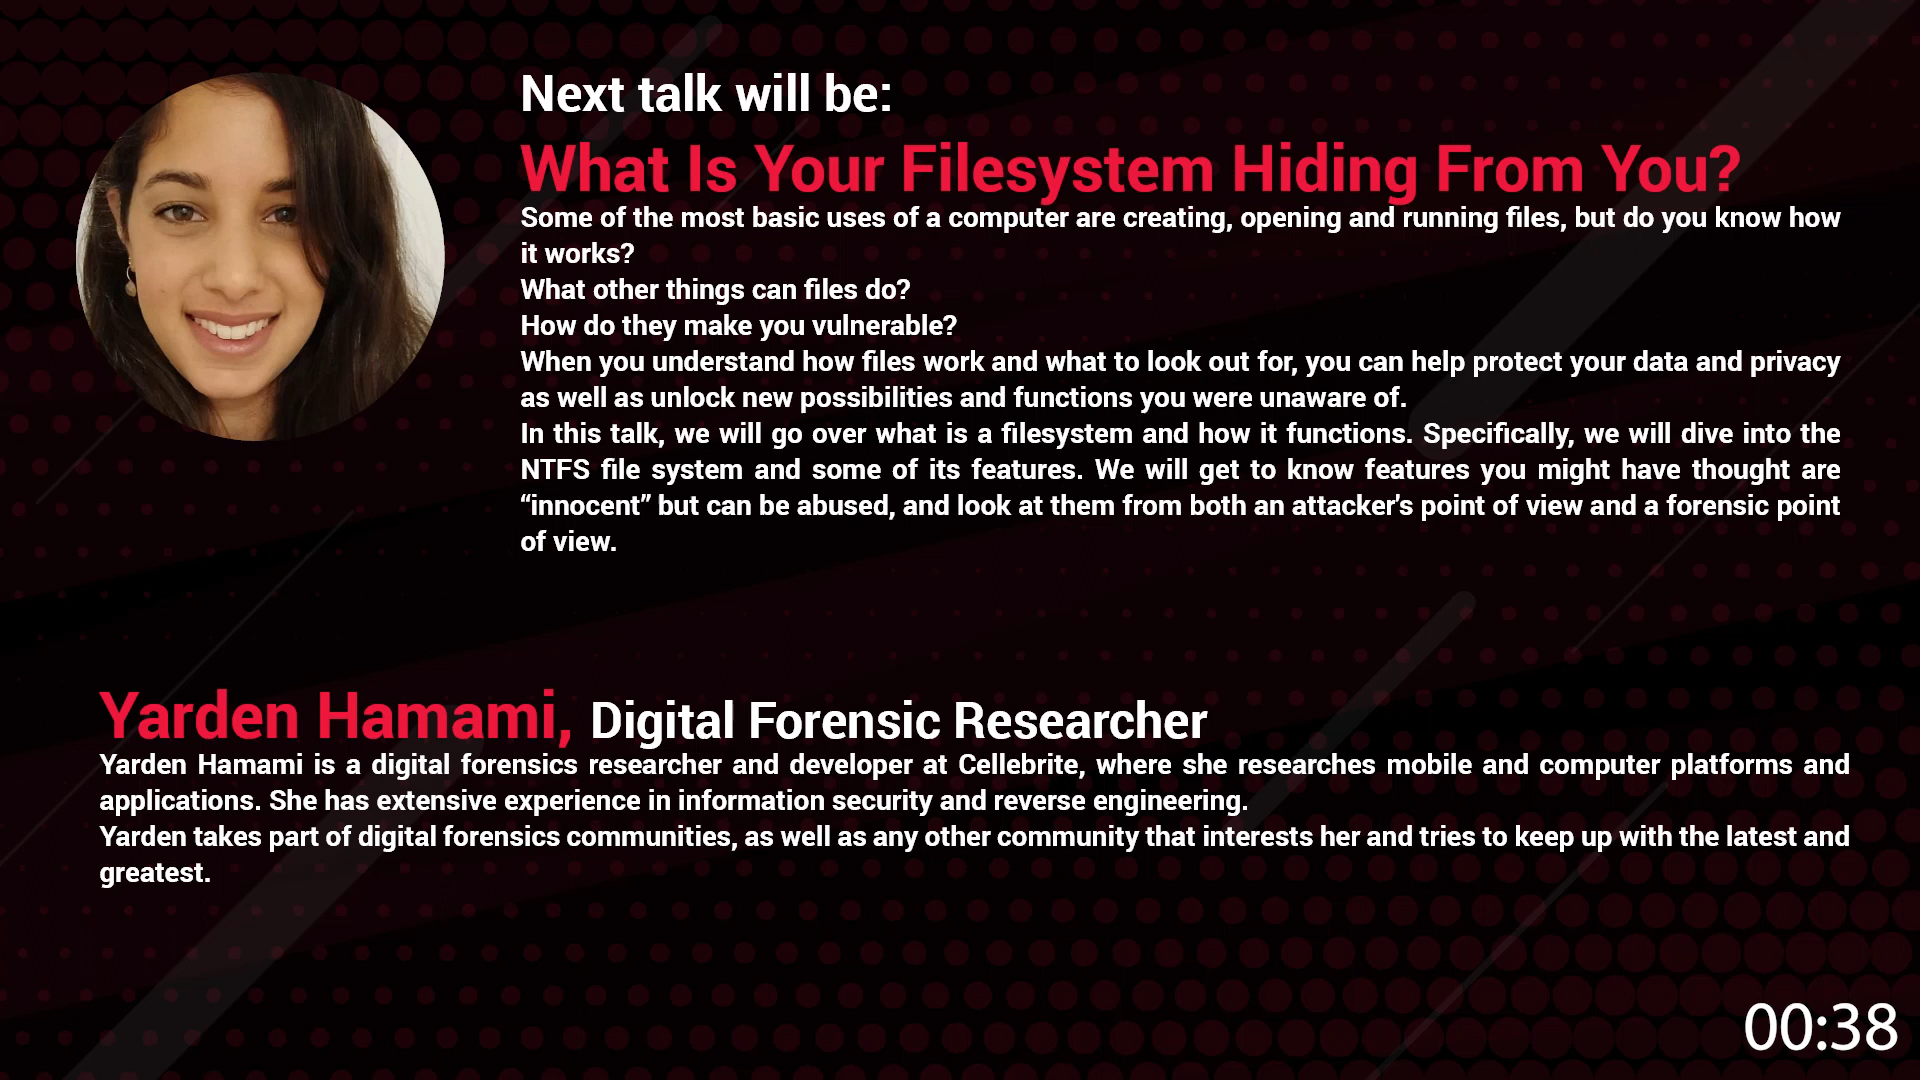 Next talk will be:
What Is Your Filesystem Hiding From You?
Some of the most basic uses of a computer are creating, opening and running files, but do you know how
it works?
What other things can files do?
How do they make you vulnerable?
When you understand how files work and what to look out for, you can help protect your data and privacy
as well as unlock new possibilities and functions you were unaware of.
In this talk, we will go over what is a filesystem and how it functions. Specifically, we will dive into the
NTFS file system and some of its features. We will get to know features you might have thought are
“innocent” but can be abused, and look at them from both an attacker's point of view and a forensic point
of view.
Yarden Hamami, Digital Forensic Researcher
Yarden Hamami is a digital forensics researcher and developer at Cellebrite, where she researches mobile and computer platforms and
applications. She has extensive experience in information security and reverse engineering.
Yarden takes part of digital forensics communities, as well as any other community that interests her and tries to keep up with the latest and
greatest.
00:38